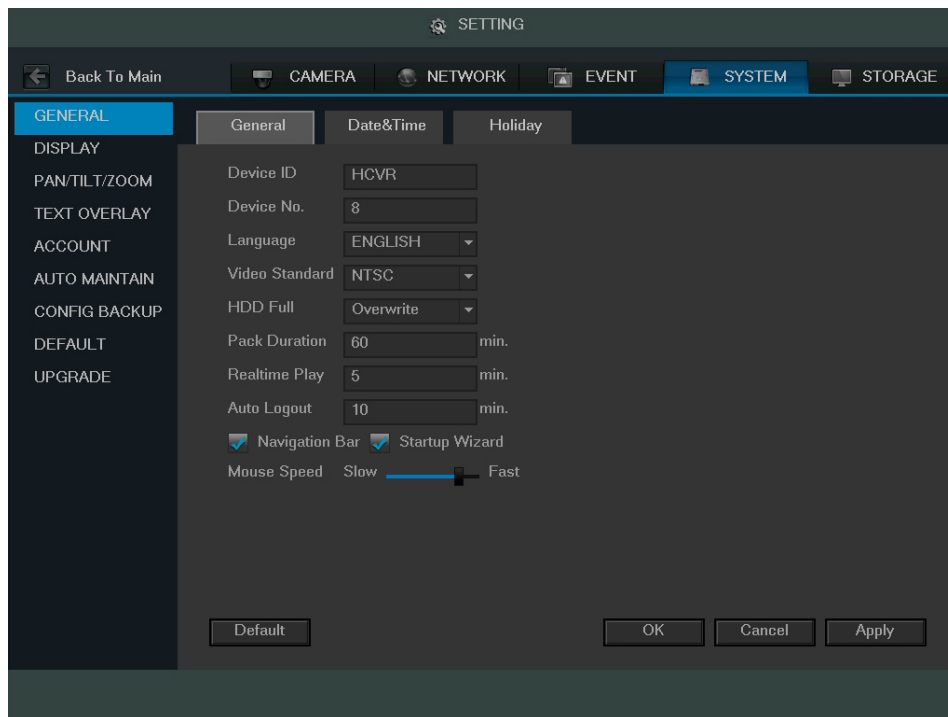 SETTING
Back To Main CAMERA NETWORK EVENT SYSTEM STORAGE
GENERAL
DISPLAY
PAN/TILT/ZOOM
TEXT OVERLAY
ACCOUNT
AUTO MAINTAIN
CONFIG BACKUP
DEFAULT
UPGRADE
General Date&Time Holiday
Device ID HCVR
Device No. 8
Language ENGLISH
Video Standard NTSC
HDD Full Overwrite
Pack Duration 60 min.
Realtime Play 5 min.
Auto Logout 10 min.
Navigation Bar Startup Wizard
Mouse Speed Slow Fast
Default OK Cancel Apply